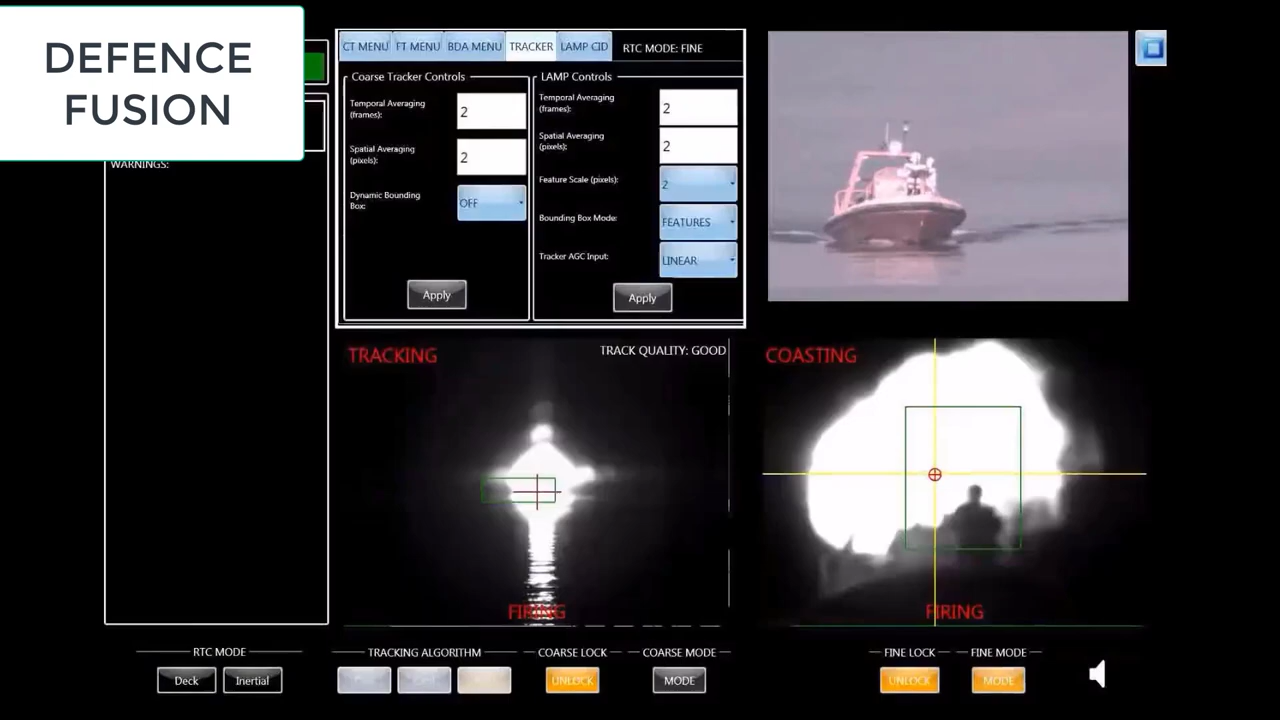 DEFENCE
FUSION
WARNINGS:
CT MENU
FT MENU
BDA MENU
TRACKER
LAMP CID
RTC MODE: FINE
Coarse Tracker Controls
Temporal Averaging
(frames):
2
Spatial Averaging
(pixels):
2
Dynamic Bounding
Box:
OFF
Apply
LAMP Controls
Temporal Averaging
(frames):
2
Spatial Averaging
(pixels):
2
Feature Scale (pixels):
2
Bounding Box Mode:
FEATURES
Tracker AGC Input:
LINEAR
Apply
TRACKING
TRACK QUALITY: GOOD
FIRING
COASTING
FIRING
RTC MODE
Deck
Inertial
TRACKING ALGORITHM
COARSE LOCK
UNLOCK
COARSE MODE
MODE
FINE LOCK
UNLOCK
FINE MODE
MODE